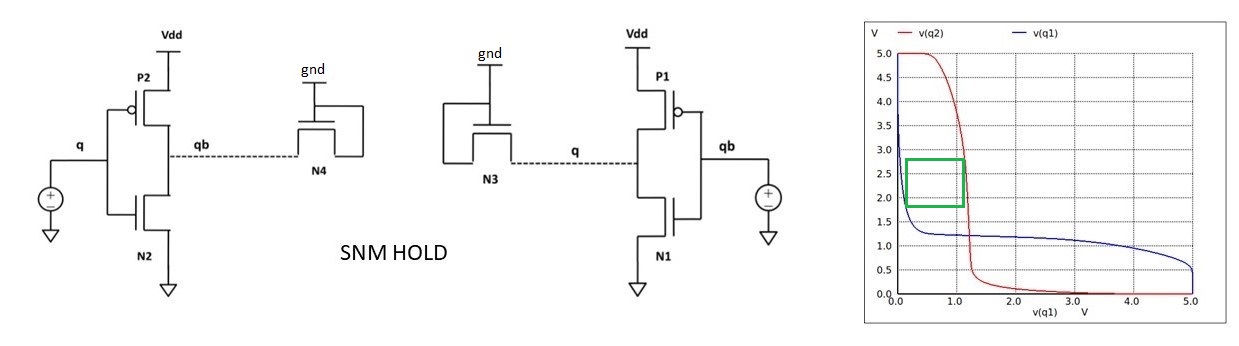 Vdd
P2
q
qb
N2
gnd
N4
SNM HOLD
gnd
N3
q
Vdd
P1
qb
N1
V v(q2) v(q1)
5.0
4.5
4.0
3.5
3.0
2.5
2.0
1.5
1.0
0.5
0.0
0.0 1.0 2.0 3.0 4.0 5.0
v(q1) V